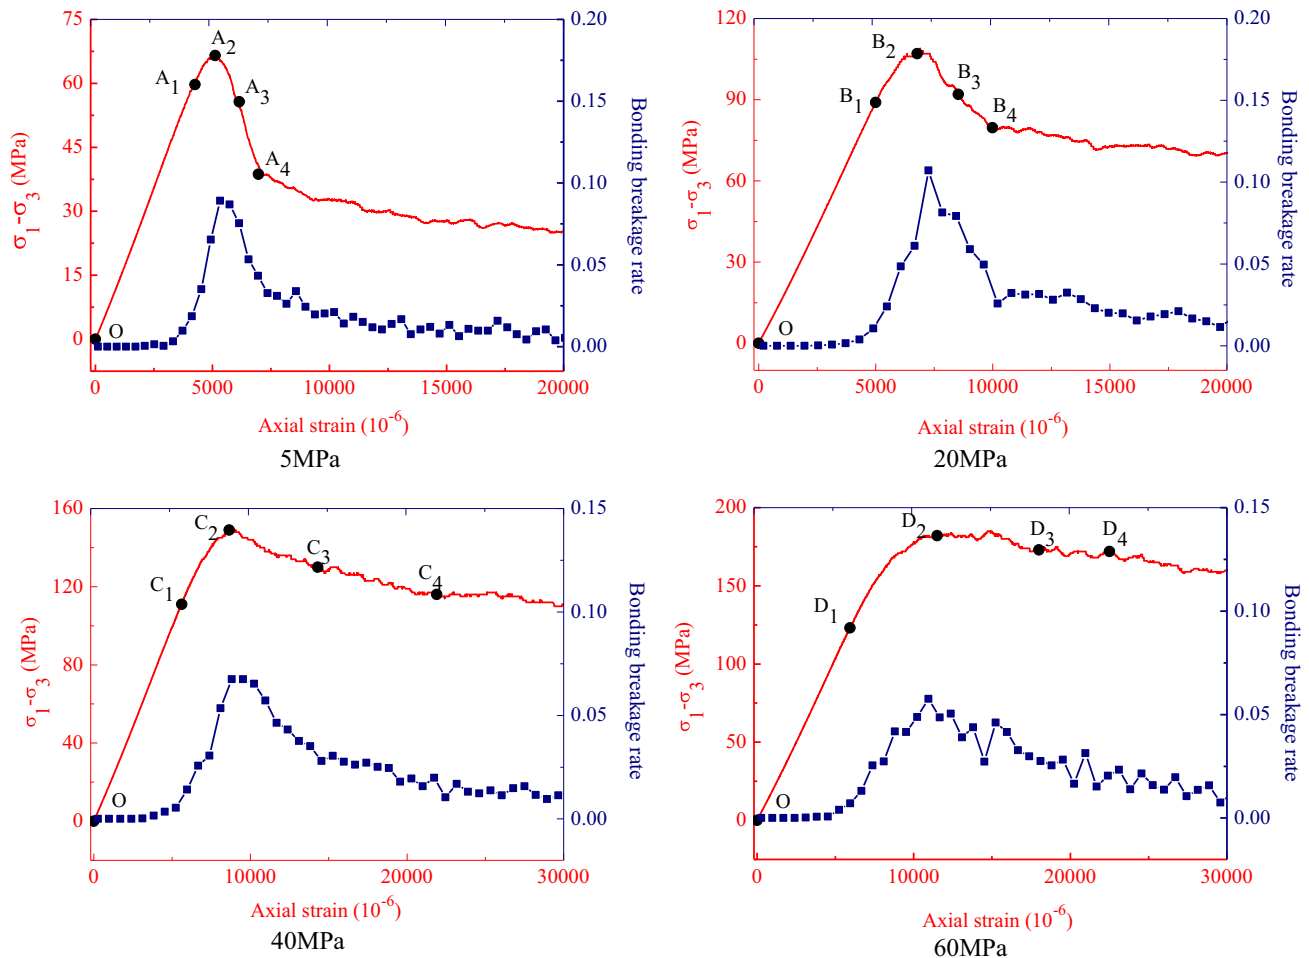 75
60
45
30
15
0
σ1-σ3 (MPa)
A1
A2
A3
A4
O
0.20
0.15
0.10
0.05
0.00
Bonding breakage rate
0 5000 10000 15000 20000
Axial strain (10-6)
5MPa
120
90
60
30
0
σ1-σ3 (MPa)
B1
B2
B3
B4
O
0.20
0.15
0.10
0.05
0.00
Bonding breakage rate
0 5000 10000 15000 20000
Axial strain (10-6)
20MPa
160
120
80
40
0
σ1-σ3 (MPa)
C1
C2
C3
C4
O
0.15
0.10
0.05
0.00
Bonding breakage rate
0 10000 20000 30000
Axial strain (10-6)
40MPa
200
150
100
50
0
σ1-σ3 (MPa)
D1
D2
D3
D4
O
0.15
0.10
0.05
0.00
Bonding breakage rate
0 10000 20000 30000
Axial strain (10-6)
60MPa